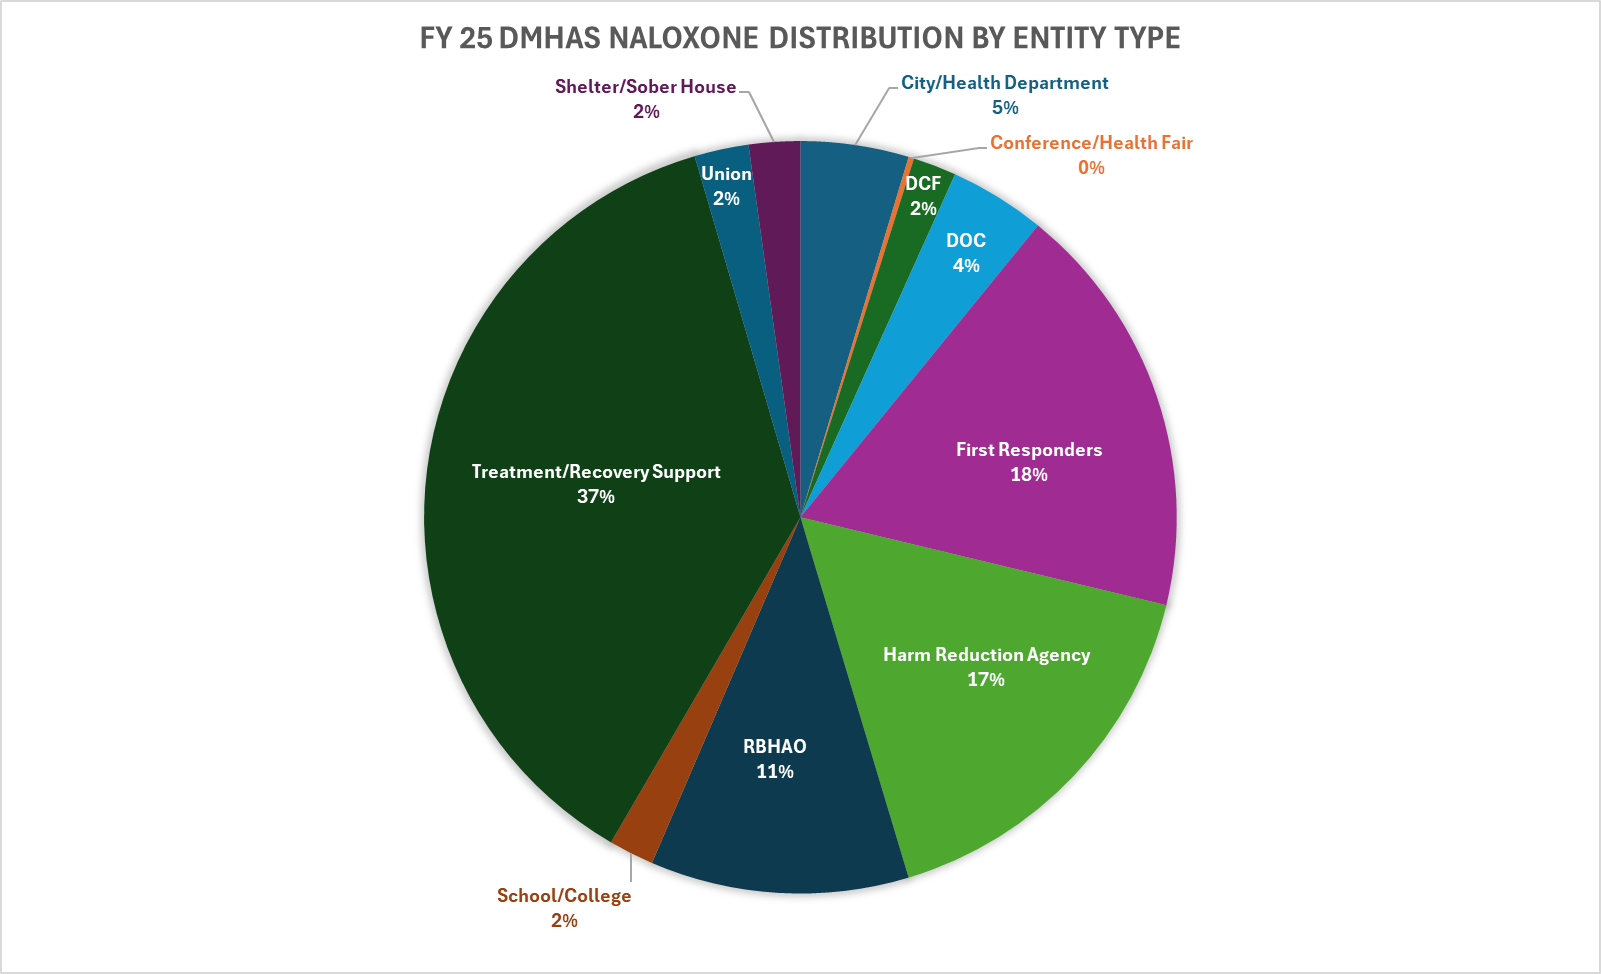 FY 25 DMHAS NALOXONE DISTRIBUTION BY ENTITY TYPE
Shelter/Sober House
2%
City/Health Department
5%
Conference/Health Fair
0%
Union
2%
DCF
2%
DOC
4%
First Responders
18%
Treatment/Recovery Support
37%
Harm Reduction Agency
17%
RBHAO
11%
School/College
2%